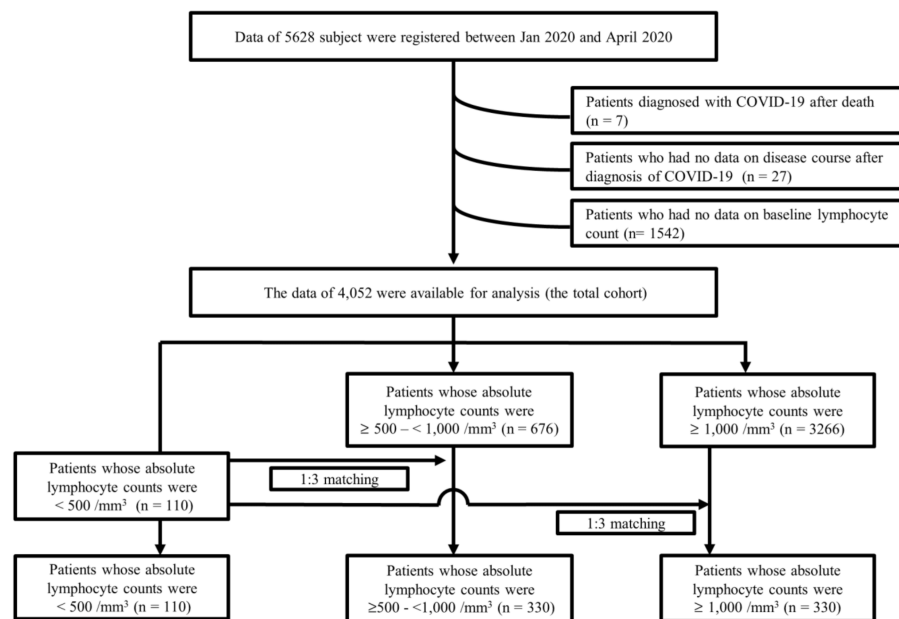 Data of 5628 subject were registered between Jan 2020 and April 2020
Patients diagnosed with COVID-19 after death
(n = 7)
Patients who had no data on disease course after
diagnosis of COVID-19 (n = 27)
Patients who had no data on baseline lymphocyte
count (n= 1542)
The data of 4,052 were available for analysis (the total cohort)
Patients whose absolute
lymphocyte counts were
≥ 500 – < 1,000 /mm³ (n = 676)
Patients whose absolute
lymphocyte counts were
≥ 1,000 /mm³ (n = 3266)
Patients whose absolute
lymphocyte counts were
< 500 /mm³ (n = 110)
1:3 matching
1:3 matching
Patients whose absolute
lymphocyte counts were
< 500 /mm³ (n = 110)
Patients whose absolute
lymphocyte counts were
≥500 - <1,000 /mm³ (n = 330)
Patients whose absolute
lymphocyte counts were
≥ 1,000 /mm³ (n = 330)